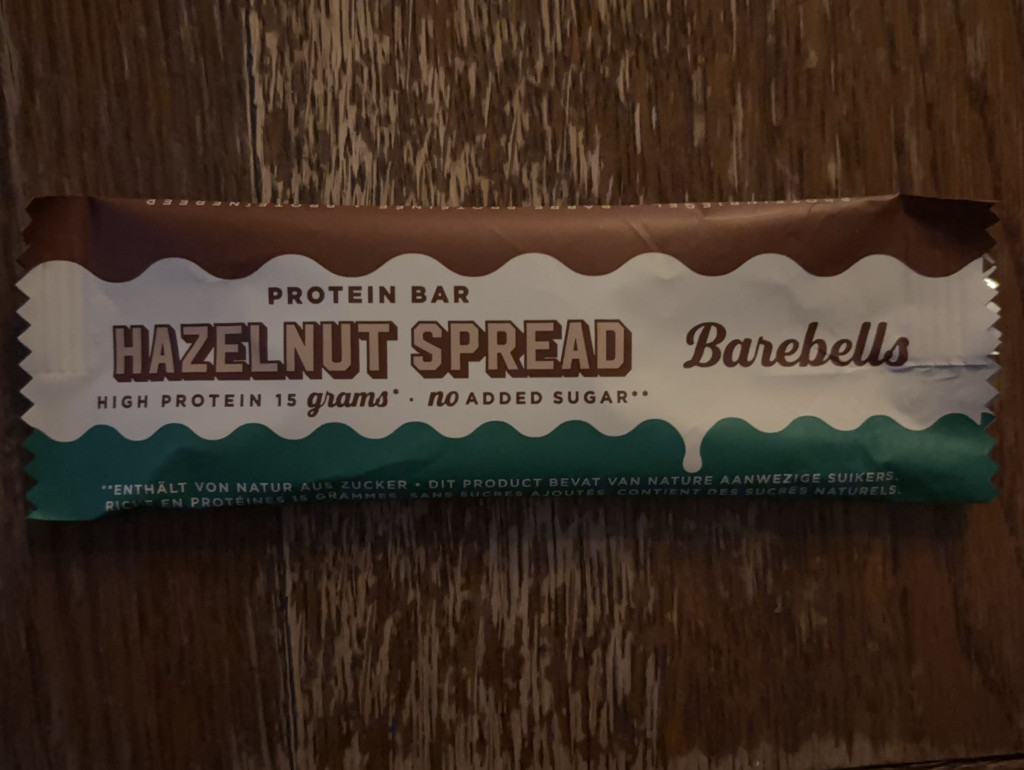 PROTEIN BAR
HAZELNUT SPREAD
Barebells
HIGH PROTEIN 15 grams* · no ADDED SUGAR**
**ENTHÄLT VON NATUR AUS ZUCKER • DIT PRODUCT BEVAT VAN NATURE AANWEZIGE SUIKERS.
RICHE EN PROTÉINES 15 GRAMMES. SANS SUCRES AJOUTÉS. CONTIENT DES SUCRES NATURELS.